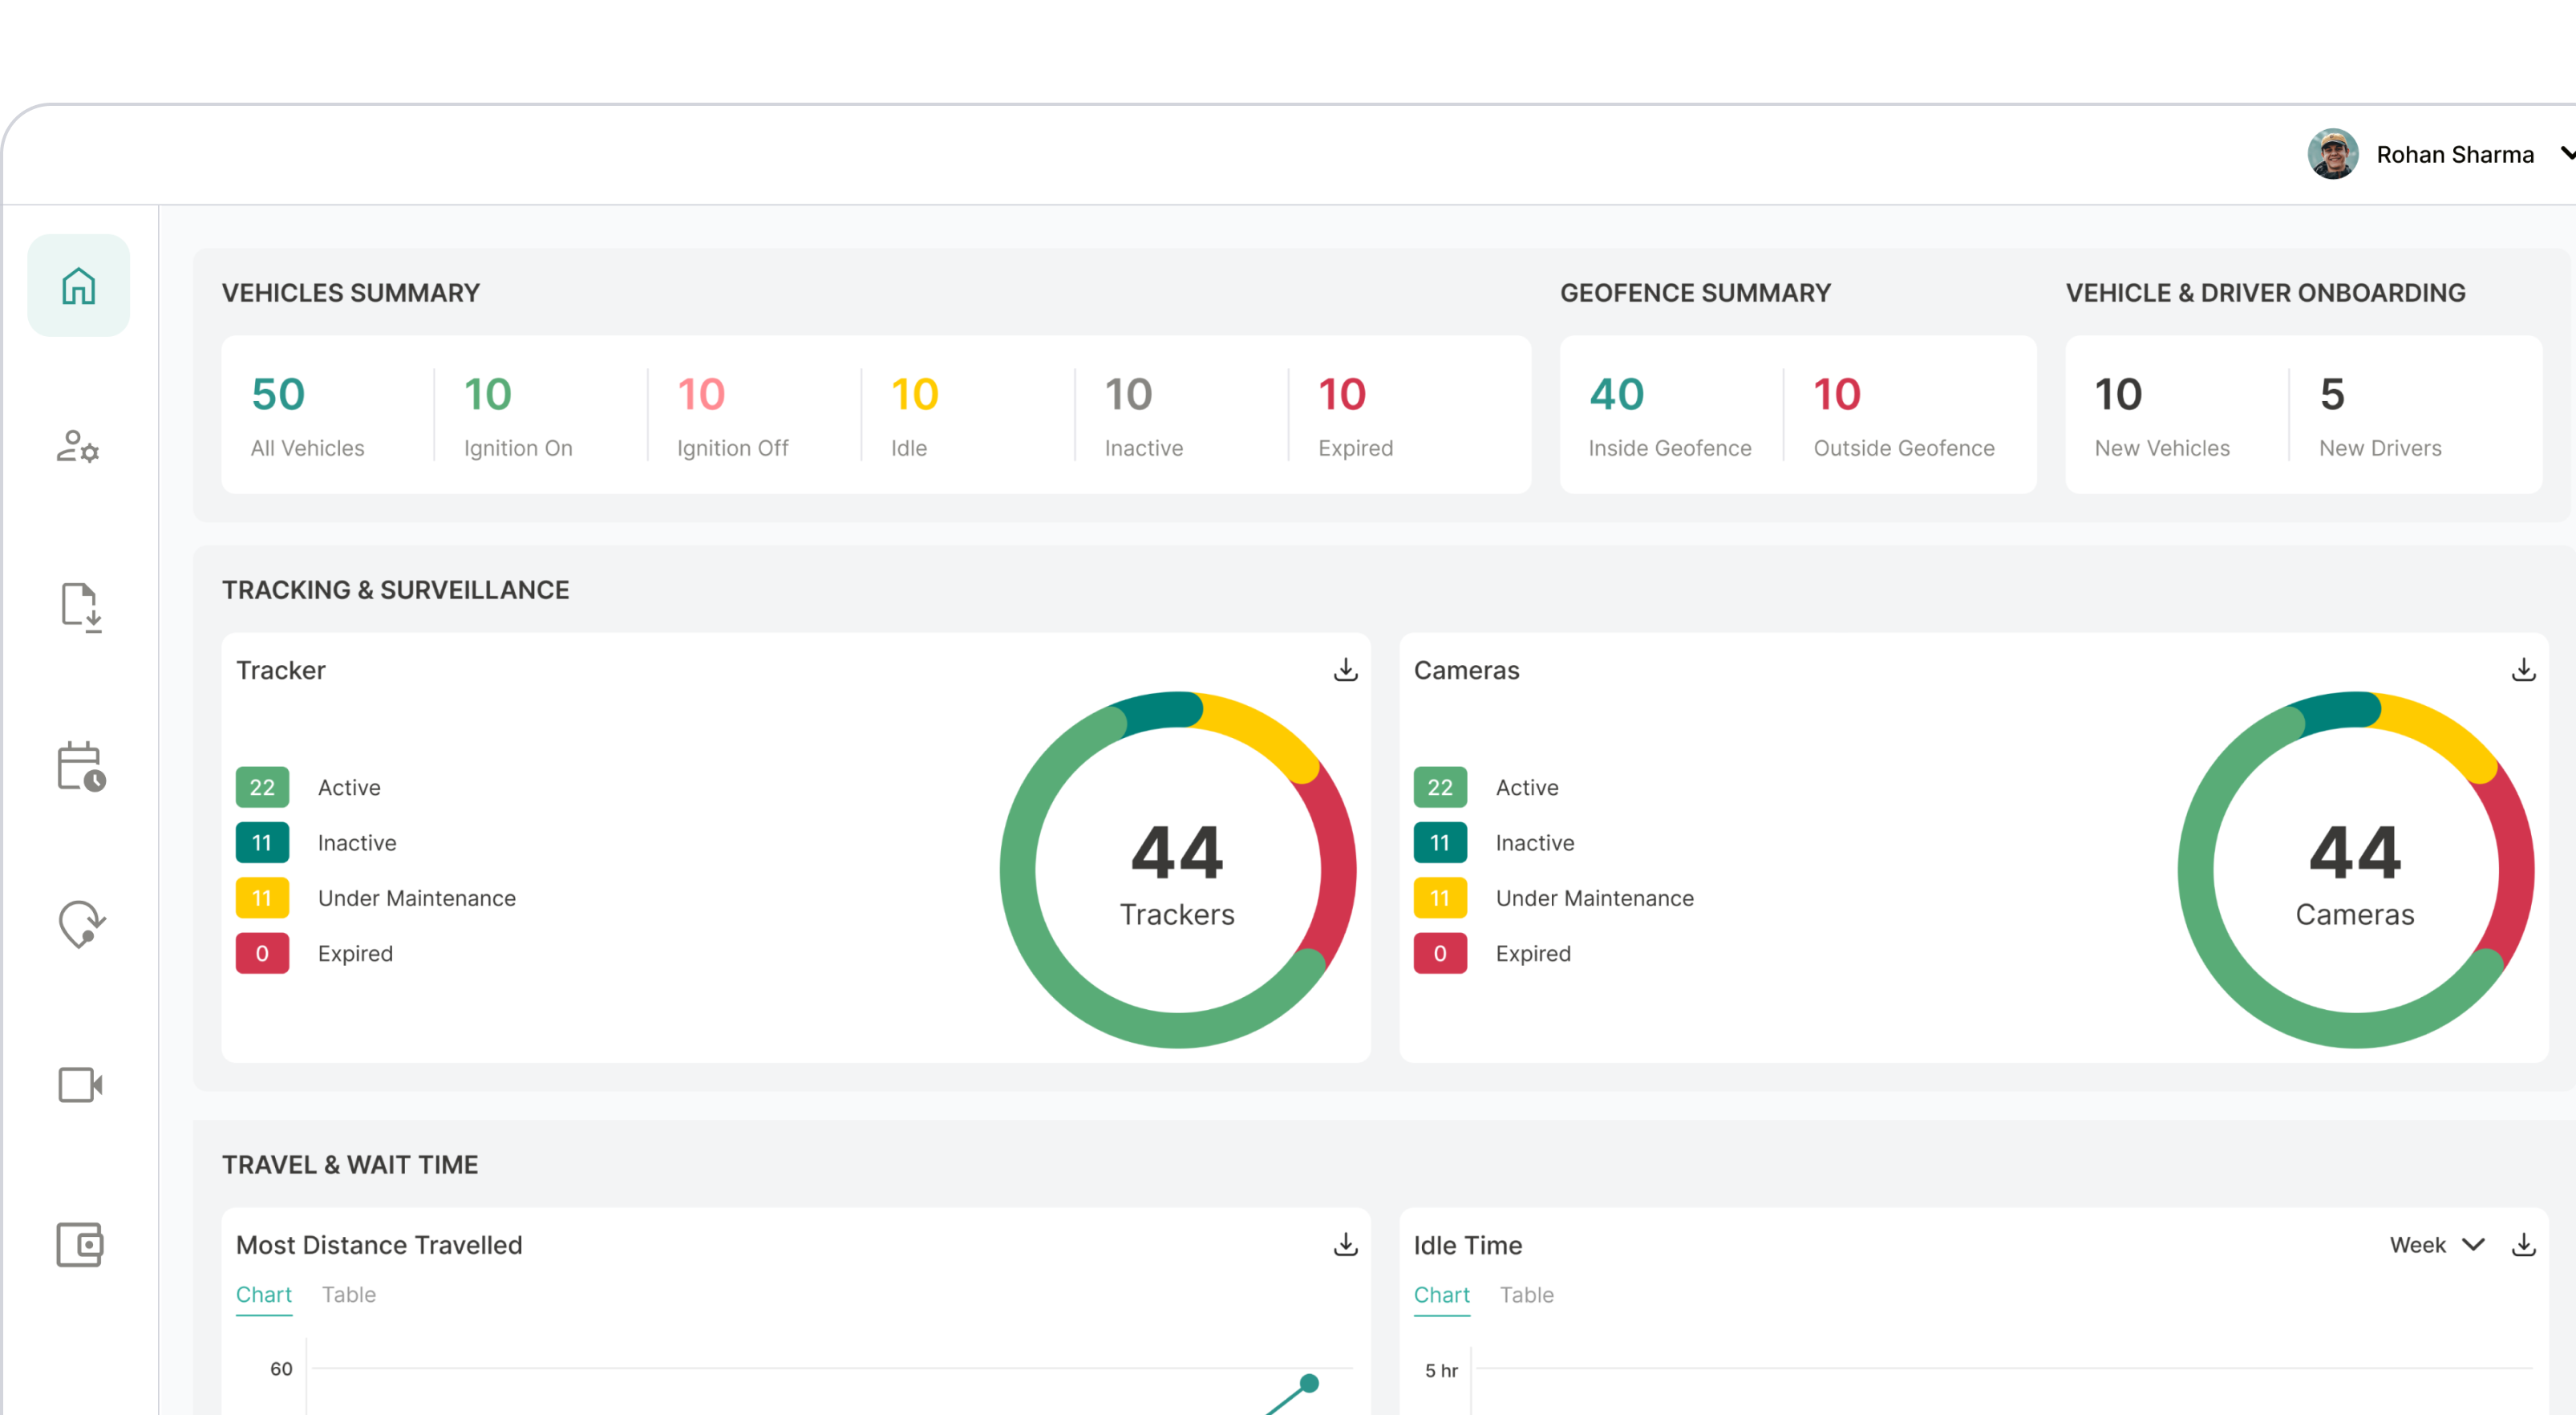 Rohan Sharma
VEHICLES SUMMARY
50
All Vehicles
10
Ignition On
10
Ignition Off
10
Idle
10
Inactive
10
Expired
GEOFENCE SUMMARY
40
Inside Geofence
10
Outside Geofence
VEHICLE & DRIVER ONBOARDING
10
New Vehicles
5
New Drivers
TRACKING & SURVEILLANCE
Tracker
22 Active
11 Inactive
11 Under Maintenance
0 Expired
44
Trackers
Cameras
22 Active
11 Inactive
11 Under Maintenance
0 Expired
44
Cameras
TRAVEL & WAIT TIME
Most Distance Travelled
Chart Table
60
Idle Time
Week
Chart Table
5 hr